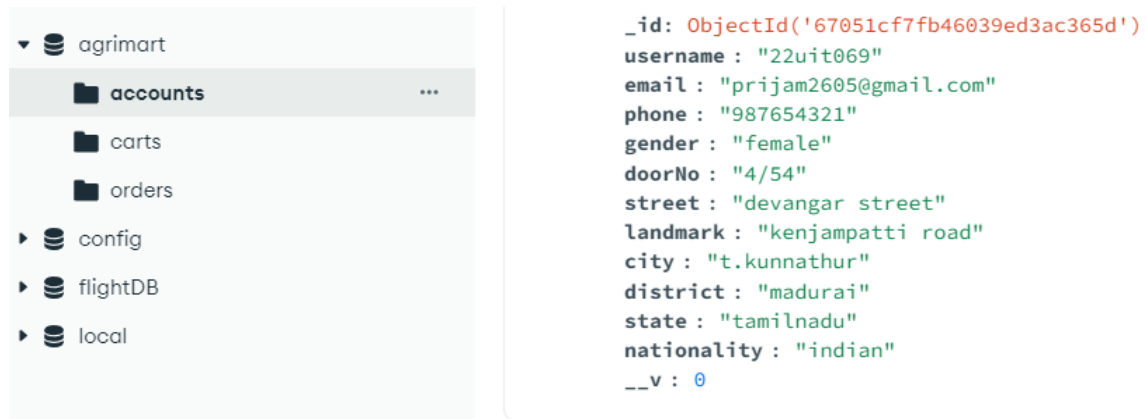 agrimart
accounts
carts
orders
config
flightDB
local
_id: ObjectId('67051cf7fb46039ed3ac365d')
username : "22uit069"
email : "prijam2605@gmail.com"
phone : "987654321"
gender : "female"
doorNo : "4/54"
street : "devangar street"
landmark : "kenjampatti road"
city : "t.kunnathur"
district : "madurai"
state : "tamilnadu"
nationality : "indian"
__v : 0